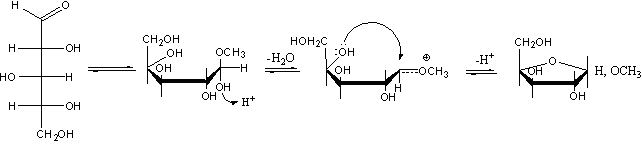 H O
H OH
HO H
H OH
CH₂OH
CH₂OH
OH OCH₃
OH H
OH
OH H⁺
-H₂O
HOH₂C :OH ⊕
OH OCH₃
H
OH
-H⁺
CH₂OH
O
OH H, OCH₃
OH